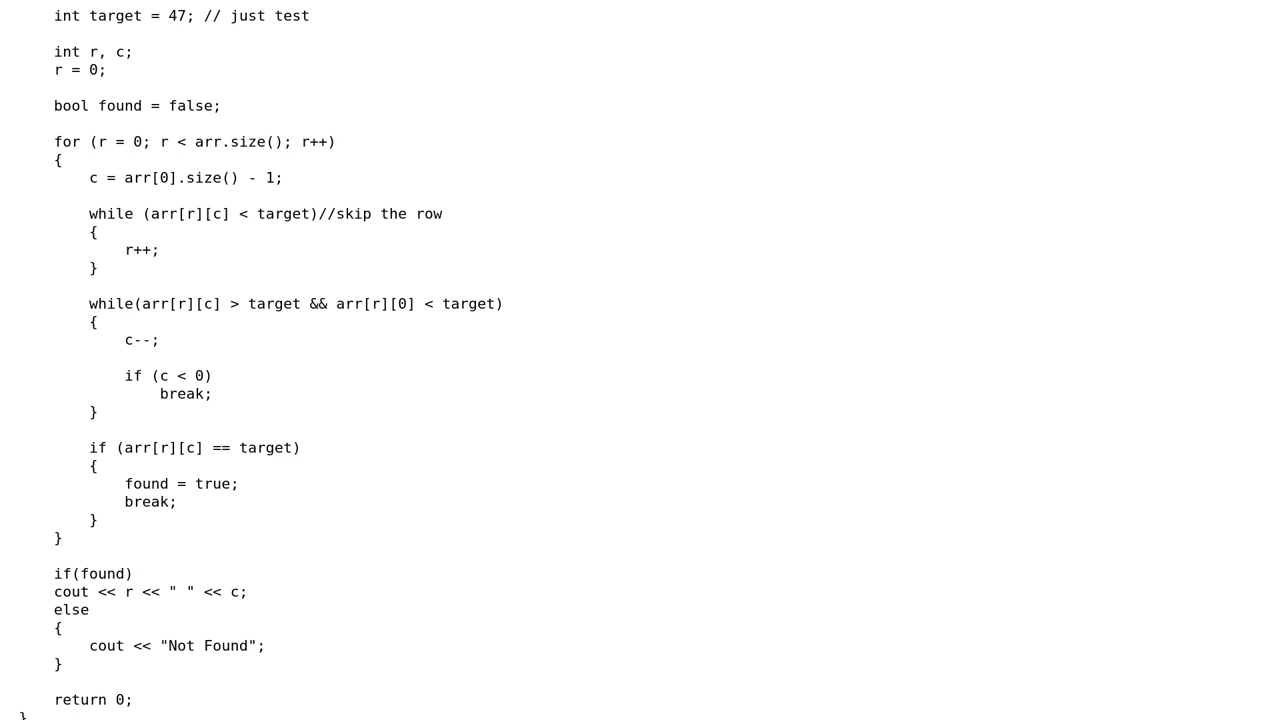 int target = 47; // just test
int r, c;
r = 0;
bool found = false;
for (r = 0; r < arr.size(); r++)
{
c = arr[0].size() - 1;
while (arr[r][c] < target)//skip the row
{
r++;
}
while(arr[r][c] > target && arr[r][0] < target)
{
c--;
if (c < 0)
break;
}
if (arr[r][c] == target)
{
found = true;
break;
}
}
if(found)
cout << r << " " << c;
else
{
cout << "Not Found";
}
return 0;
}